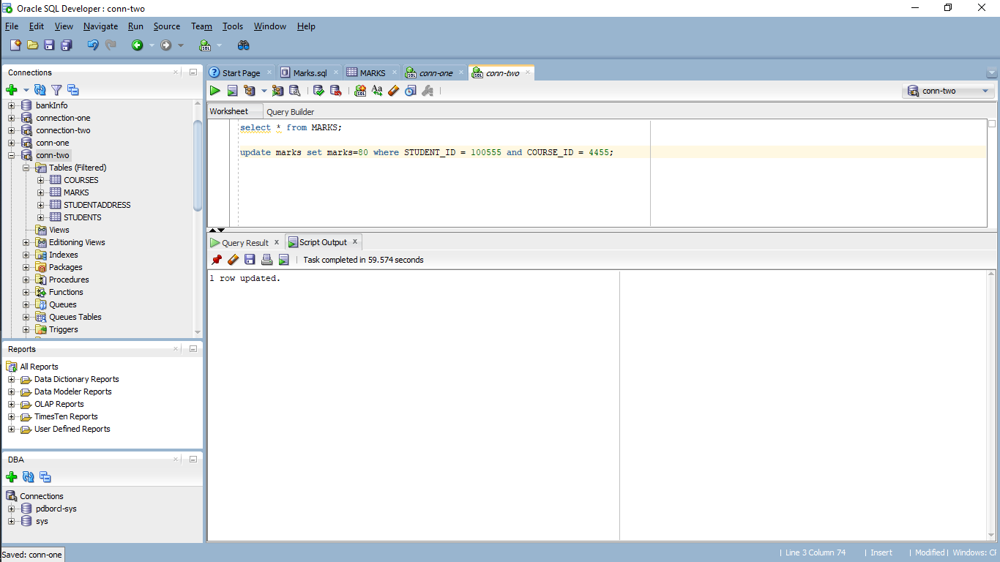 Oracle SQL Developer : conn-two
File Edit View Navigate Run Source Team Tools Window Help
Connections
bankInfo
connection-one
connection-two
conn-one
conn-two
Tables (Filtered)
COURSES
MARKS
STUDENTADDRESS
STUDENTS
Views
Editioning Views
Indexes
Packages
Procedures
Functions
Queues
Queues Tables
Triggers
Reports
All Reports
Data Dictionary Reports
Data Modeler Reports
OLAP Reports
TimesTen Reports
User Defined Reports
DBA
Connections
pdborcl-sys
sys
Start Page Marks.sql MARKS conn-one conn-two
conn-two
Worksheet Query Builder
select * from MARKS;
update marks set marks=80 where STUDENT_ID = 100555 and COURSE_ID = 4455;
Query Result x Script Output x
Task completed in 59.574 seconds
1 row updated.
Saved: conn-one
| Line 3 Column 74 | Insert | Modified | Windows: